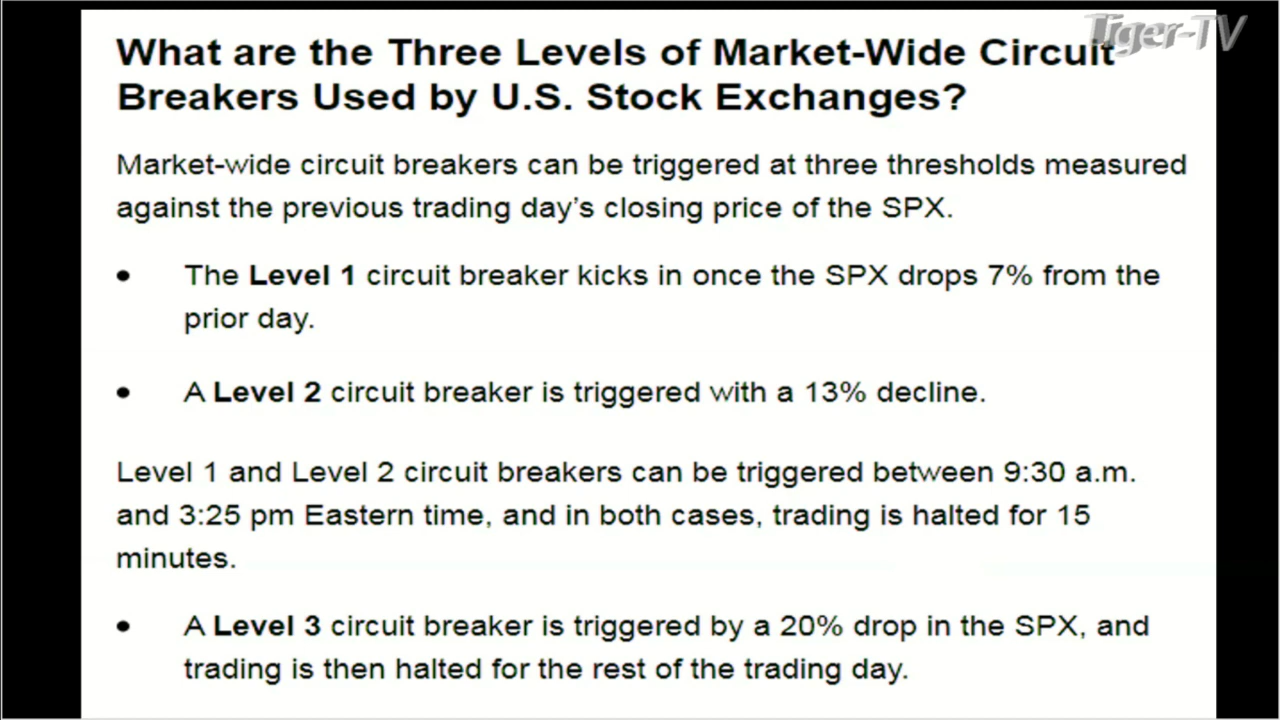 Tiger-TV
What are the Three Levels of Market-Wide Circuit
Breakers Used by U.S. Stock Exchanges?
Market-wide circuit breakers can be triggered at three thresholds measured
against the previous trading day’s closing price of the SPX.
• The Level 1 circuit breaker kicks in once the SPX drops 7% from the
prior day.
• A Level 2 circuit breaker is triggered with a 13% decline.
Level 1 and Level 2 circuit breakers can be triggered between 9:30 a.m.
and 3:25 pm Eastern time, and in both cases, trading is halted for 15
minutes.
• A Level 3 circuit breaker is triggered by a 20% drop in the SPX, and
trading is then halted for the rest of the trading day.